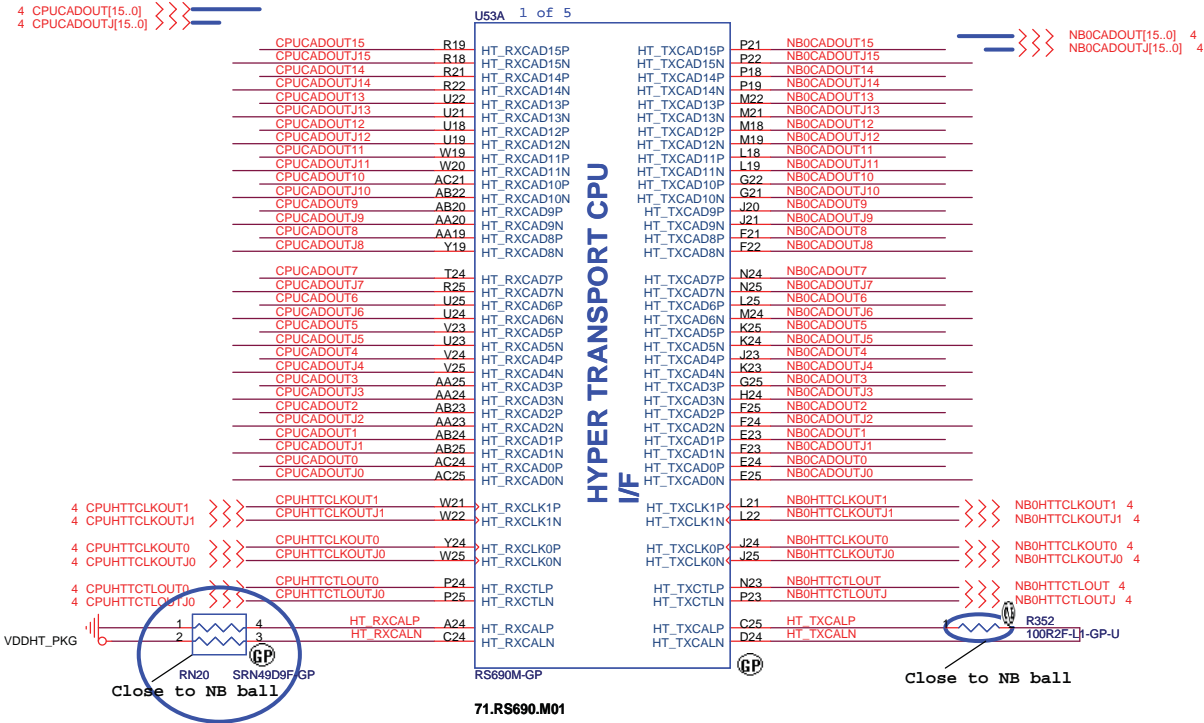 4 CPUCADOUT[15..0]
4 CPUCADOUTJ[15..0]
U53A 1 of 5
NB0CADOUT[15..0] 4
NB0CADOUTJ[15..0] 4
CPUCADOUT15 R19 HT_RXCAD15P HT_TXCAD15P P21 NB0CADOUT15
CPUCADOUTJ15 R18 HT_RXCAD15N HT_TXCAD15N P22 NB0CADOUTJ15
CPUCADOUT14 R21 HT_RXCAD14P HT_TXCAD14P P18 NB0CADOUT14
CPUCADOUTJ14 R22 HT_RXCAD14N HT_TXCAD14N P19 NB0CADOUTJ14
CPUCADOUT13 U22 HT_RXCAD13P HT_TXCAD13P M22 NB0CADOUT13
CPUCADOUTJ13 U21 HT_RXCAD13N HT_TXCAD13N M21 NB0CADOUTJ13
CPUCADOUT12 U18 HT_RXCAD12P HT_TXCAD12P M18 NB0CADOUT12
CPUCADOUTJ12 U19 HT_RXCAD12N HT_TXCAD12N M19 NB0CADOUTJ12
CPUCADOUT11 W19 HT_RXCAD11P HT_TXCAD11P L18 NB0CADOUT11
CPUCADOUTJ11 W20 HT_RXCAD11N HT_TXCAD11N L19 NB0CADOUTJ11
CPUCADOUT10 AC21 HT_RXCAD10P HT_TXCAD10P G22 NB0CADOUT10
CPUCADOUTJ10 AB22 HT_RXCAD10N HT_TXCAD10N G21 NB0CADOUTJ10
CPUCADOUT9 AB20 HT_RXCAD9P HT_TXCAD9P J20 NB0CADOUT9
CPUCADOUTJ9 AA20 HT_RXCAD9N HT_TXCAD9N J21 NB0CADOUTJ9
CPUCADOUT8 AA19 HT_RXCAD8P HT_TXCAD8P F21 NB0CADOUT8
CPUCADOUTJ8 Y19 HT_RXCAD8N HT_TXCAD8N F22 NB0CADOUTJ8
CPUCADOUT7 T24 HT_RXCAD7P HT_TXCAD7P N24 NB0CADOUT7
CPUCADOUTJ7 R25 HT_RXCAD7N HT_TXCAD7N N25 NB0CADOUTJ7
CPUCADOUT6 U25 HT_RXCAD6P HT_TXCAD6P L25 NB0CADOUT6
CPUCADOUTJ6 U24 HT_RXCAD6N HT_TXCAD6N M24 NB0CADOUTJ6
CPUCADOUT5 V23 HT_RXCAD5P HT_TXCAD5P K25 NB0CADOUT5
CPUCADOUTJ5 U23 HT_RXCAD5N HT_TXCAD5N K24 NB0CADOUTJ5
CPUCADOUT4 V24 HT_RXCAD4P HT_TXCAD4P J23 NB0CADOUT4
CPUCADOUTJ4 V25 HT_RXCAD4N HT_TXCAD4N K23 NB0CADOUTJ4
CPUCADOUT3 AA25 HT_RXCAD3P HT_TXCAD3P G25 NB0CADOUT3
CPUCADOUTJ3 AA24 HT_RXCAD3N HT_TXCAD3N H24 NB0CADOUTJ3
CPUCADOUT2 AB23 HT_RXCAD2P HT_TXCAD2P F25 NB0CADOUT2
CPUCADOUTJ2 AA23 HT_RXCAD2N HT_TXCAD2N F24 NB0CADOUTJ2
CPUCADOUT1 AB24 HT_RXCAD1P HT_TXCAD1P E23 NB0CADOUT1
CPUCADOUTJ1 AB25 HT_RXCAD1N HT_TXCAD1N F23 NB0CADOUTJ1
CPUCADOUT0 AC24 HT_RXCAD0P HT_TXCAD0P E24 NB0CADOUT0
CPUCADOUTJ0 AC25 HT_RXCAD0N HT_TXCAD0N E25 NB0CADOUTJ0
HYPER TRANSPORT CPU
I/F
4 CPUHTTCLKOUT1 CPUHTTCLKOUT1 W21 HT_RXCLK1P HT_TXCLK1P L21 NB0HTTCLKOUT1 NB0HTTCLKOUT1 4
4 CPUHTTCLKOUTJ1 CPUHTTCLKOUTJ1 W22 HT_RXCLK1N HT_TXCLK1N L22 NB0HTTCLKOUTJ1 NB0HTTCLKOUTJ1 4
4 CPUHTTCLKOUT0 CPUHTTCLKOUT0 Y24 HT_RXCLK0P HT_TXCLK0P J24 NB0HTTCLKOUT0 NB0HTTCLKOUT0 4
4 CPUHTTCLKOUTJ0 CPUHTTCLKOUTJ0 W25 HT_RXCLK0N HT_TXCLK0N J25 NB0HTTCLKOUTJ0 NB0HTTCLKOUTJ0 4
4 CPUHTTCTLOUT0 CPUHTTCTLOUT0 P24 HT_RXCTLP HT_TXCTLP N23 NB0HTTCTLOUT NB0HTTCTLOUT 4
4 CPUHTTCTLOUTJ0 CPUHTTCTLOUTJ0 P25 HT_RXCTLN HT_TXCTLN P23 NB0HTTCTLOUTJ NB0HTTCTLOUTJ 4
1 4 HT_RXCALP A24 HT_RXCALP HT_TXCALP C25 HT_TXCALP 1 R352
VDDHT_PKG 2 3 HT_RXCALN C24 HT_RXCALN HT_TXCALN D24 HT_TXCALN 100R2F-L1-GP-U
GP
GP
RN20 SRN49D9F-GP
RS690M-GP
Close to NB ball
Close to NB ball
71.RS690.M01